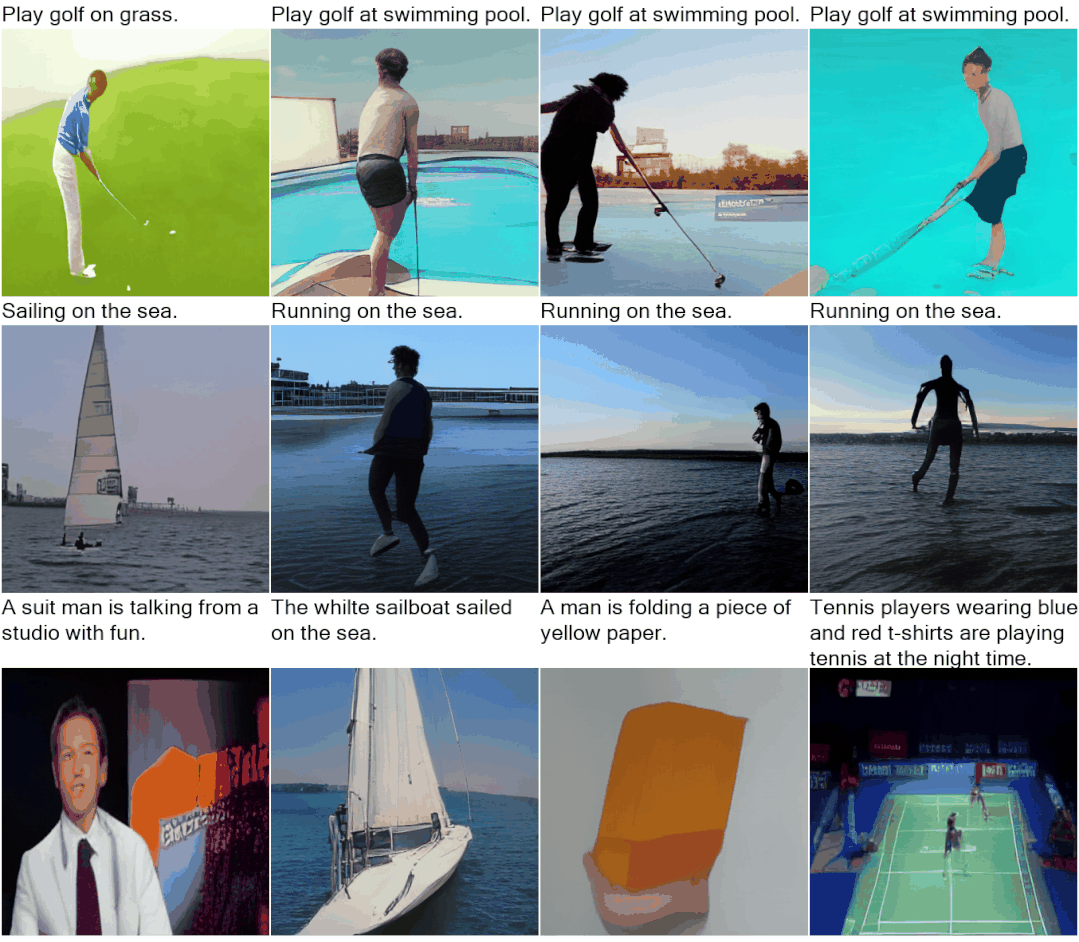 Play golf on grass.
Play golf at swimming pool.
Play golf at swimming pool.
Play golf at swimming pool.
Sailing on the sea.
Running on the sea.
Running on the sea.
Running on the sea.
A suit man is talking from a
studio with fun.
The whilte sailboat sailed
on the sea.
A man is folding a piece of
yellow paper.
Tennis players wearing blue
and red t-shirts are playing
tennis at the night time.